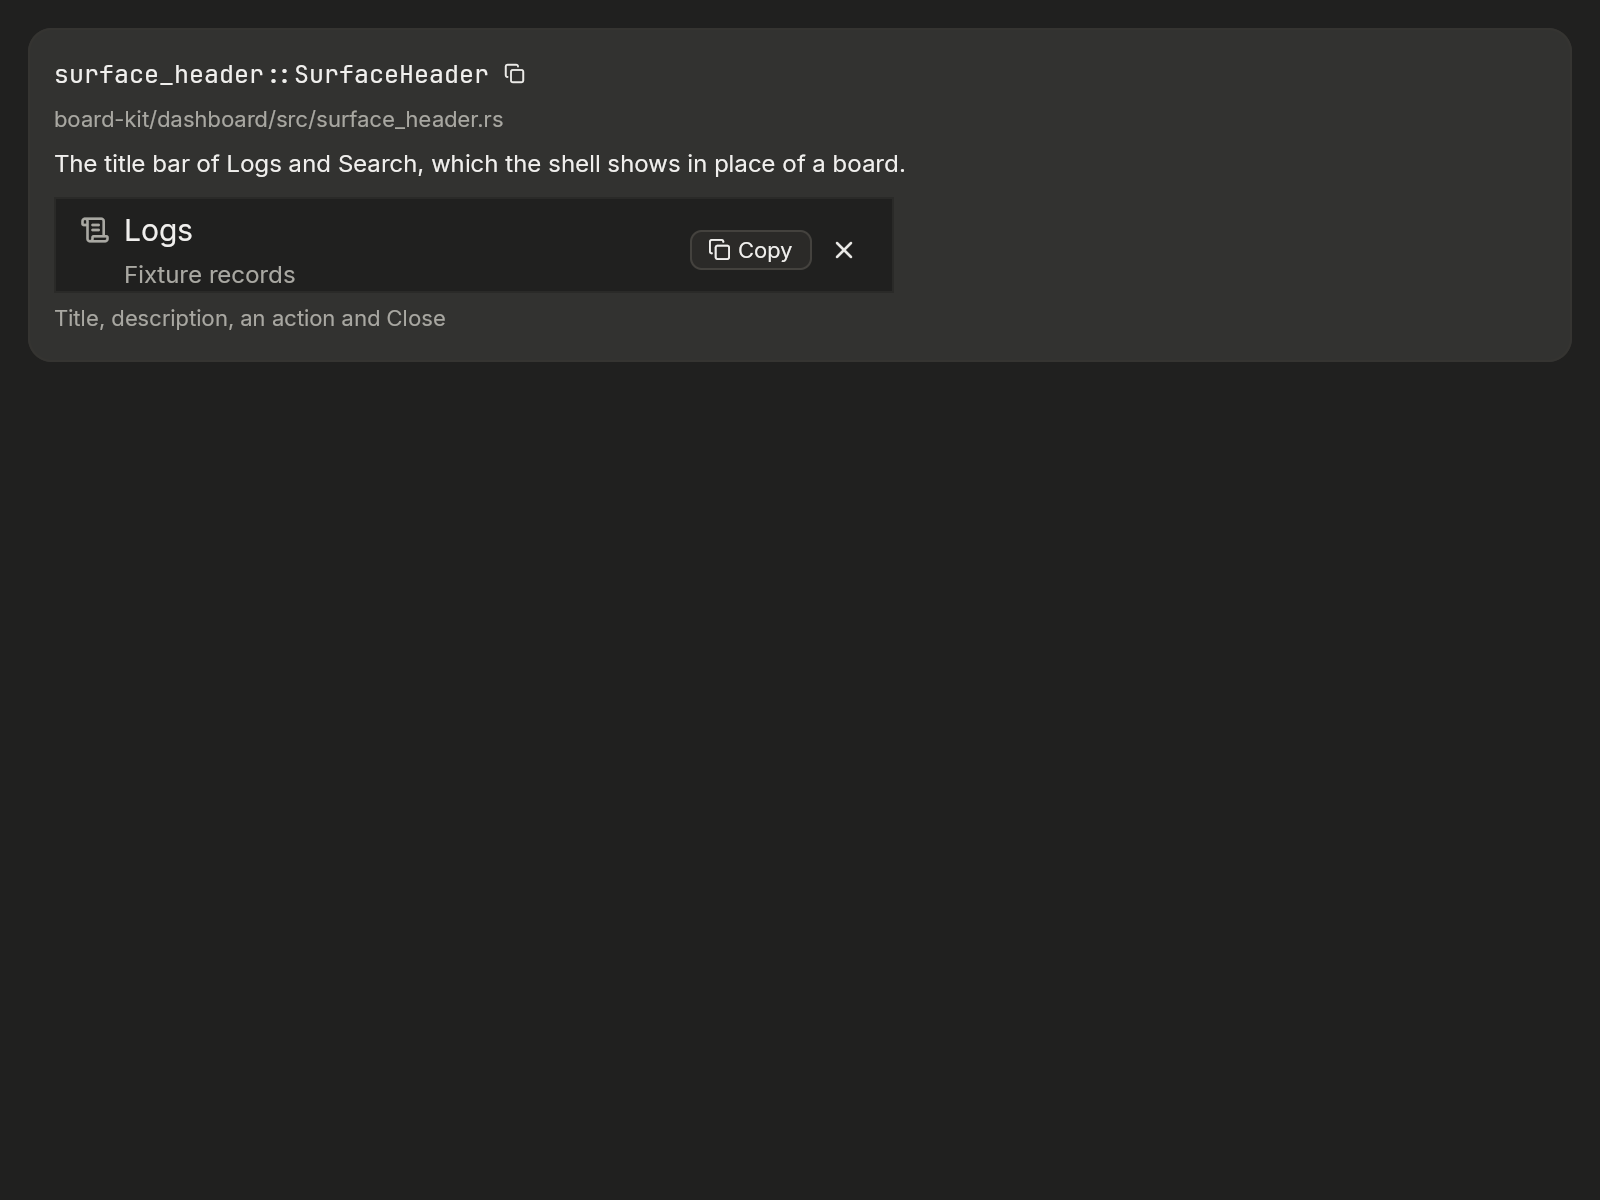 surface_header::SurfaceHeader
board-kit/dashboard/src/surface_header.rs
The title bar of Logs and Search, which the shell shows in place of a board.
Logs
Copy
Fixture records
Title, description, an action and Close